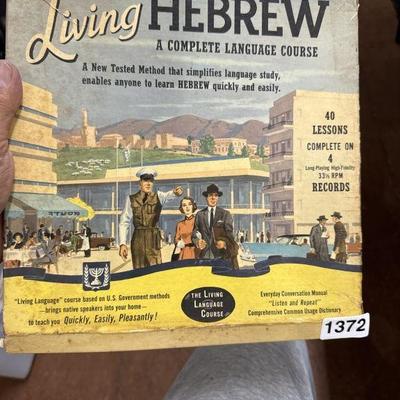 Living HEBREW
A COMPLETE LANGUAGE COURSE
A New Tested Method that simplifies language study,
enables anyone to learn HEBREW quickly and easily.
40
LESSONS
COMPLETE ON
4
Long-Playing High-Fidelity
33⅓ RPM
RECORDS
"Living Language" course based on U.S. Government methods
—brings native speakers into your home—
to teach you Quickly, Easily, Pleasantly!
THE LIVING
LANGUAGE
COURSE
Everyday Conversation Manual
"Listen and Repeat"
Comprehensive Common Usage Dictionary
1372